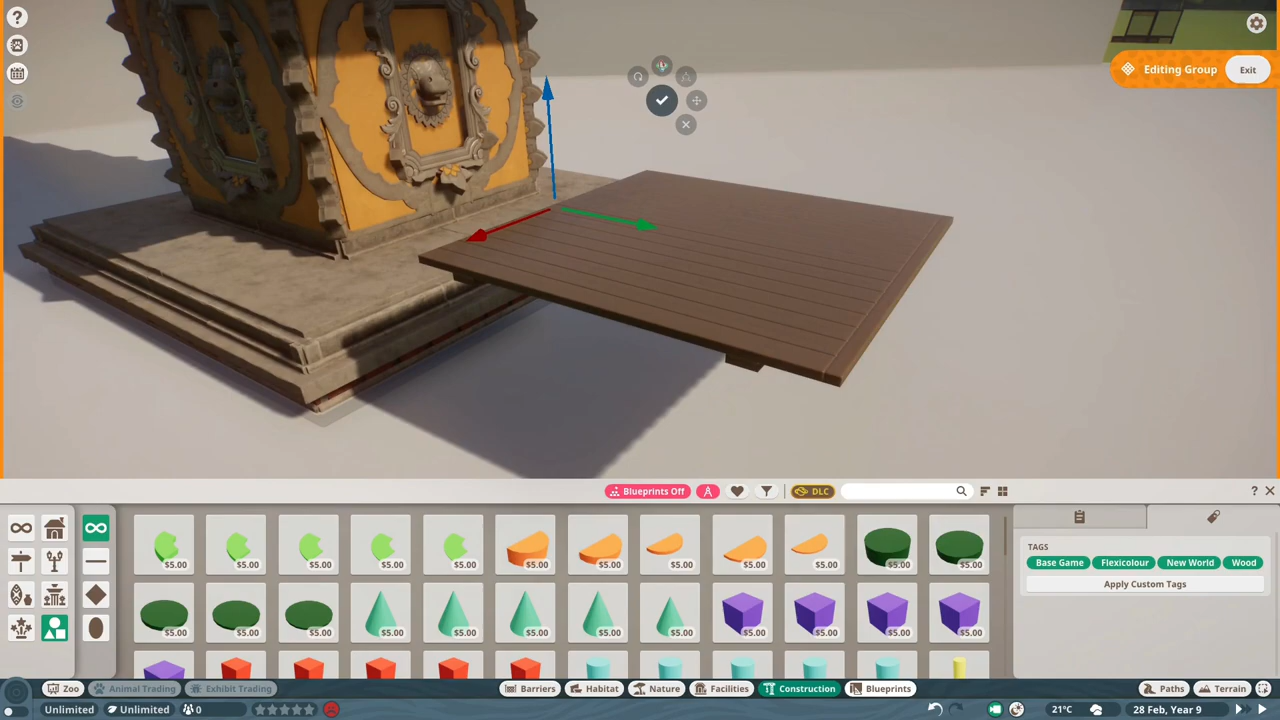 ?
Editing Group
Exit
Blueprints Off
DLC
?
$5.00 $5.00 $5.00 $5.00 $5.00 $5.00 $5.00 $5.00 $5.00 $5.00 $5.00 $5.00
$5.00 $5.00 $5.00 $5.00 $5.00 $5.00 $5.00 $5.00 $5.00 $5.00 $5.00 $5.00
TAGS
Base Game
Flexicolour
New World
Wood
Apply Custom Tags
Zoo
Animal Trading
Exhibit Trading
Barriers
Habitat
Nature
Facilities
Construction
Blueprints
Paths
Terrain
Unlimited
Unlimited
0
21°C
28 Feb, Year 9